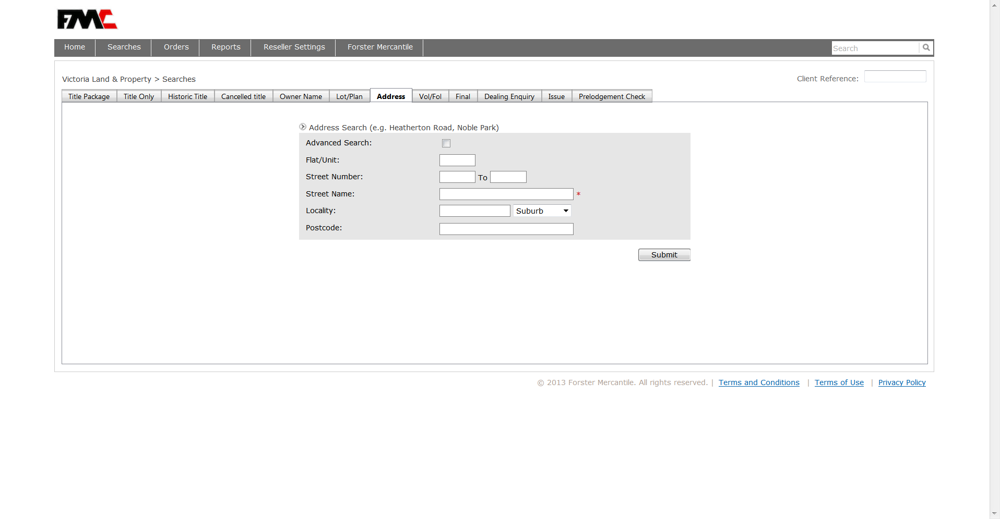 FMC
Home Searches Orders Reports Reseller Settings Forster Mercantile Search
Victoria Land & Property > Searches Client Reference:
Title Package Title Only Historic Title Cancelled title Owner Name Lot/Plan Address Vol/Fol Final Dealing Enquiry Issue Prelodgement Check
Address Search (e.g. Heatherton Road, Noble Park)
Advanced Search:
Flat/Unit:
Street Number: To
Street Name: *
Locality: Suburb
Postcode:
Submit
© 2013 Forster Mercantile. All rights reserved. | Terms and Conditions | Terms of Use | Privacy Policy